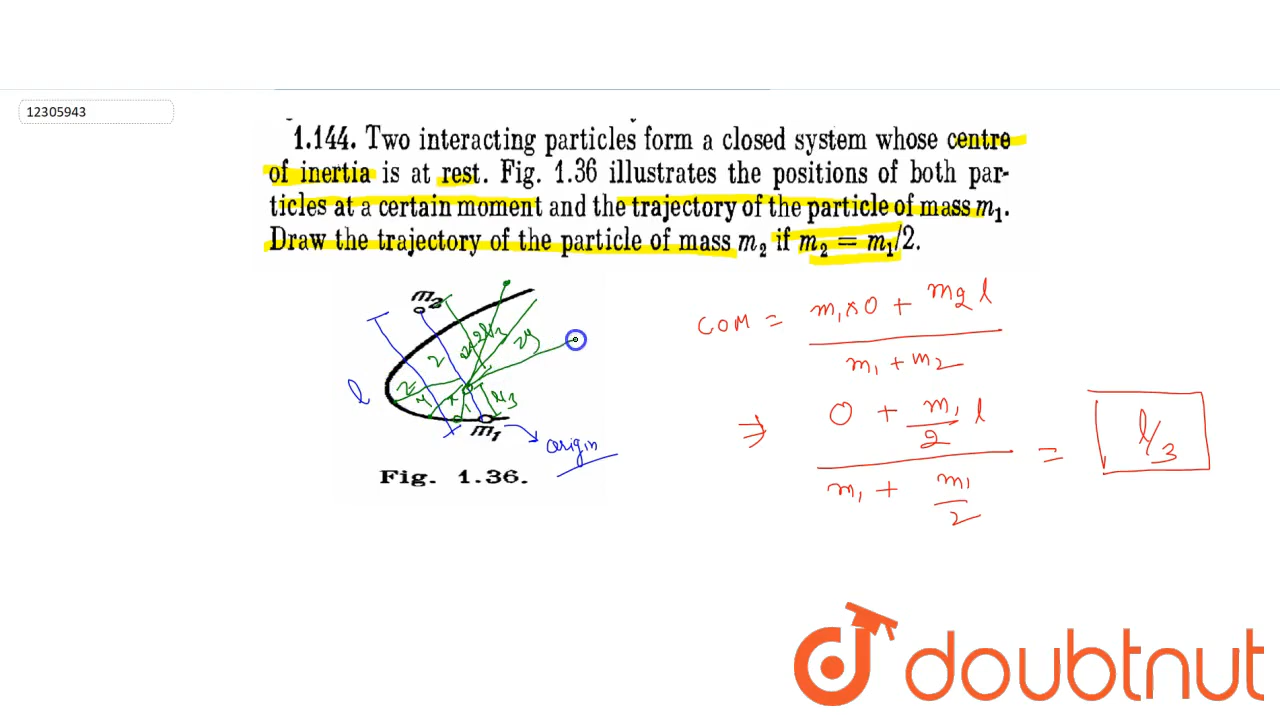 12305943
1.144. Two interacting particles form a closed system whose centre
of inertia is at rest. Fig. 1.36 illustrates the positions of both par-
ticles at a certain moment and the trajectory of the particle of mass m₁.
Draw the trajectory of the particle of mass m₂ if m₂ = m₁/2.
m₂
l
m₁
origin
Fig. 1.36.
COM = m₁×0 + m₂ l
m₁ + m₂
⇒ 0 + m₁/2 l
m₁ + m₁/2
= l/3
doubtnut